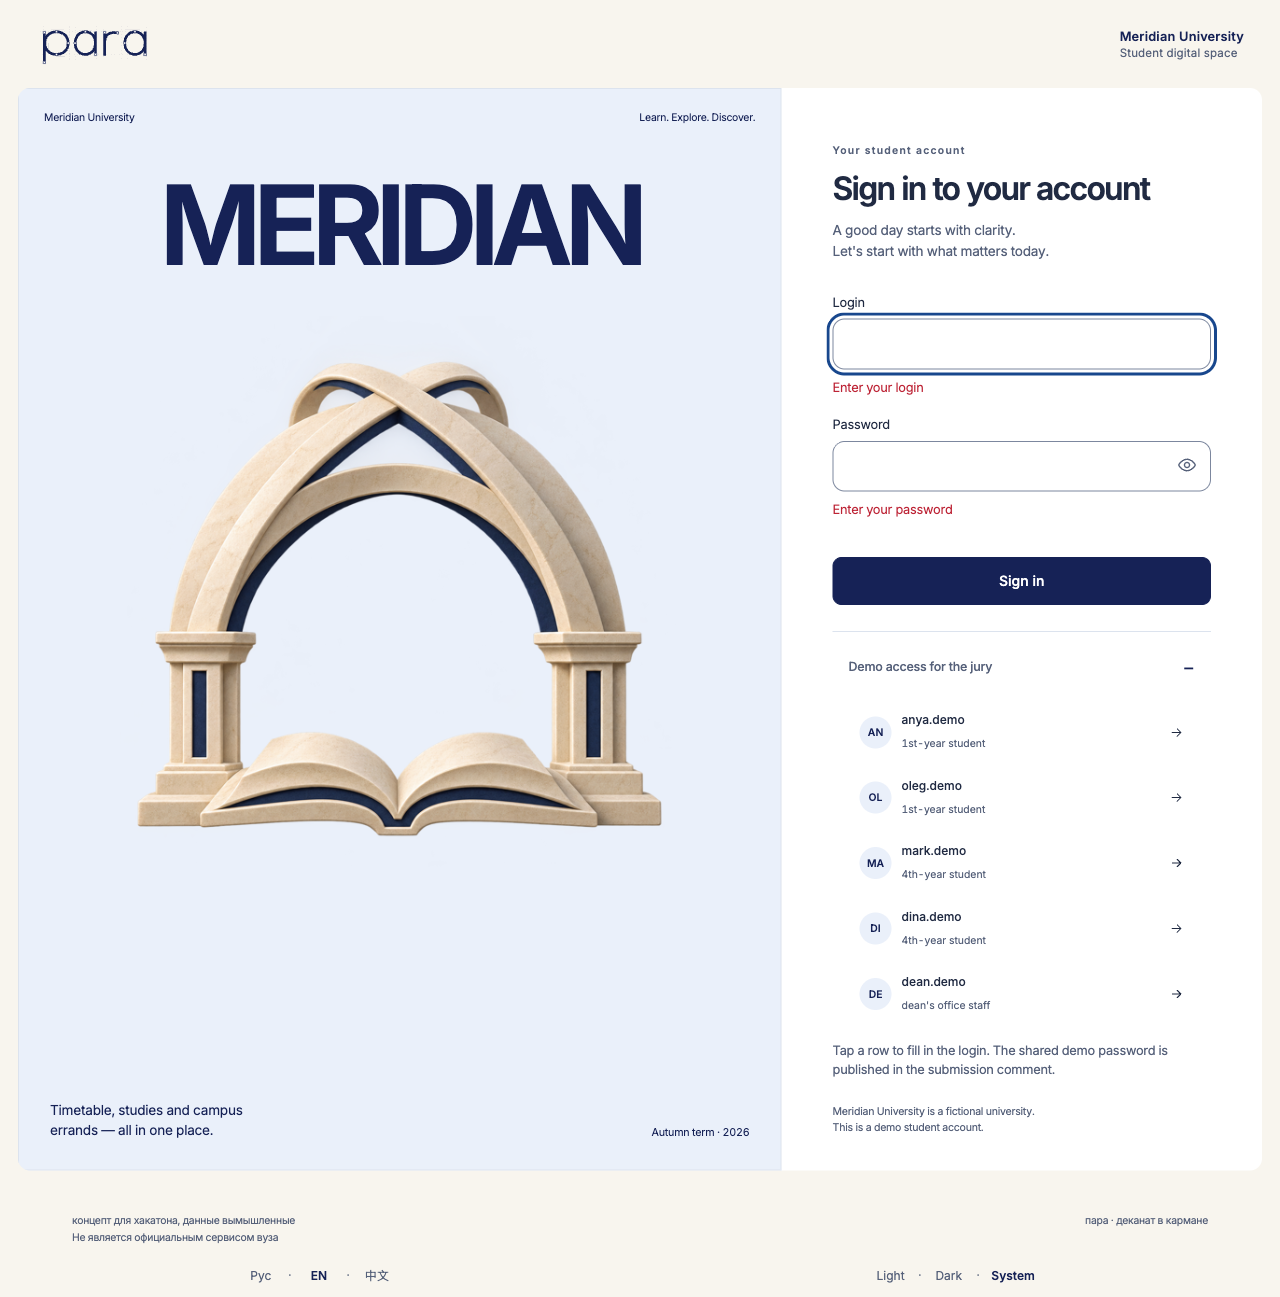 para
Meridian University
Student digital space
Meridian University
Learn. Explore. Discover.
MERIDIAN
Timetable, studies and campus
errands — all in one place.
Autumn term · 2026
Your student account
Sign in to your account
A good day starts with clarity.
Let's start with what matters today.
Login
Enter your login
Password
Enter your password
Sign in
Demo access for the jury
AN
anya.demo
1st-year student
OL
oleg.demo
1st-year student
MA
mark.demo
4th-year student
DI
dina.demo
4th-year student
DE
dean.demo
dean's office staff
Tap a row to fill in the login. The shared demo password is
published in the submission comment.
Meridian University is a fictional university.
This is a demo student account.
концепт для хакатона, данные вымышленные
Не является официальным сервисом вуза
пара · деканат в кармане
Рус · EN · 中文
Light · Dark · System